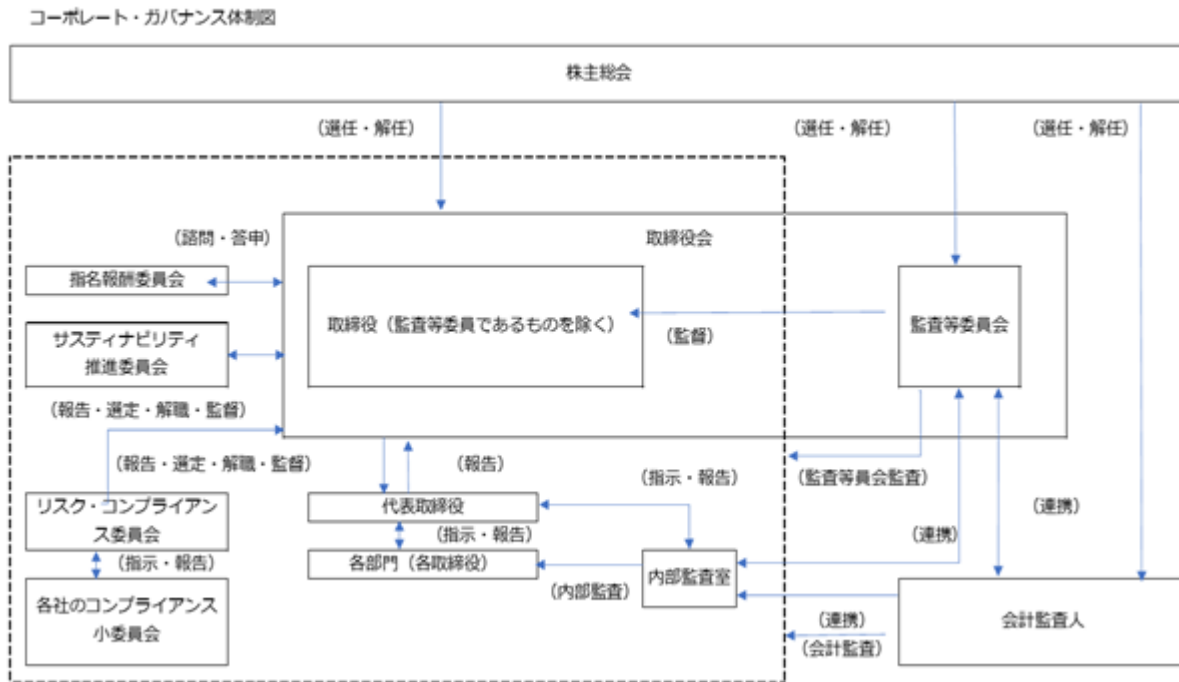 コーポレート・ガバナンス体制図
株主総会
（選任・解任）
（選任・解任）
（選任・解任）
取締役会
（諮問・答申）
指名報酬委員会
取締役（監査等委員であるものを除く）
（監督）
監査等委員会
サスティナビリティ
推進委員会
（報告・選定・解職・監督）
（報告・選定・解職・監督）
（報告）
（指示・報告）
（監査等員会監査）
リスク・コンプライアン
ス委員会
代表取締役
（連携）
（連携）
（指示・報告）
（指示・報告）
各部門（各取締役）
内部監査室
（内部監査）
各社のコンプライアンス
小委員会
（連携）
（会計監査）
会計監査人